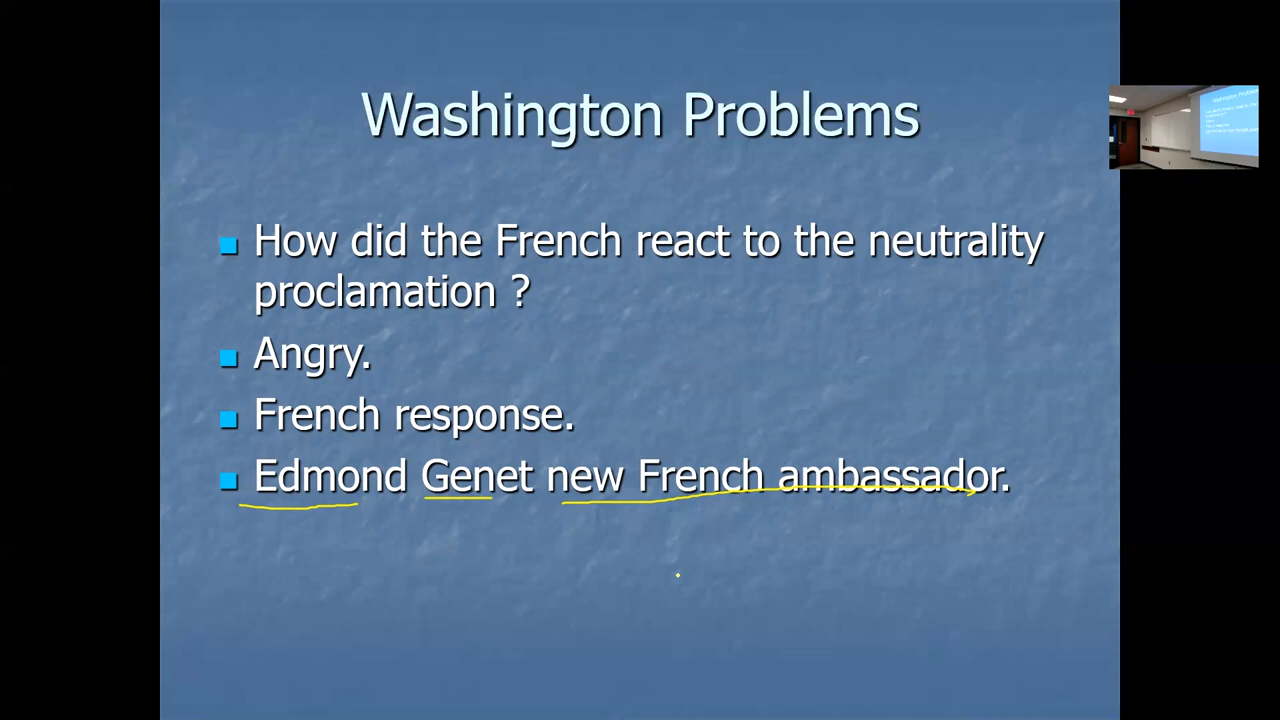 Washington Problems
How did the French react to the neutrality
proclamation ?
Angry.
French response.
Edmond Genet new French ambassador.